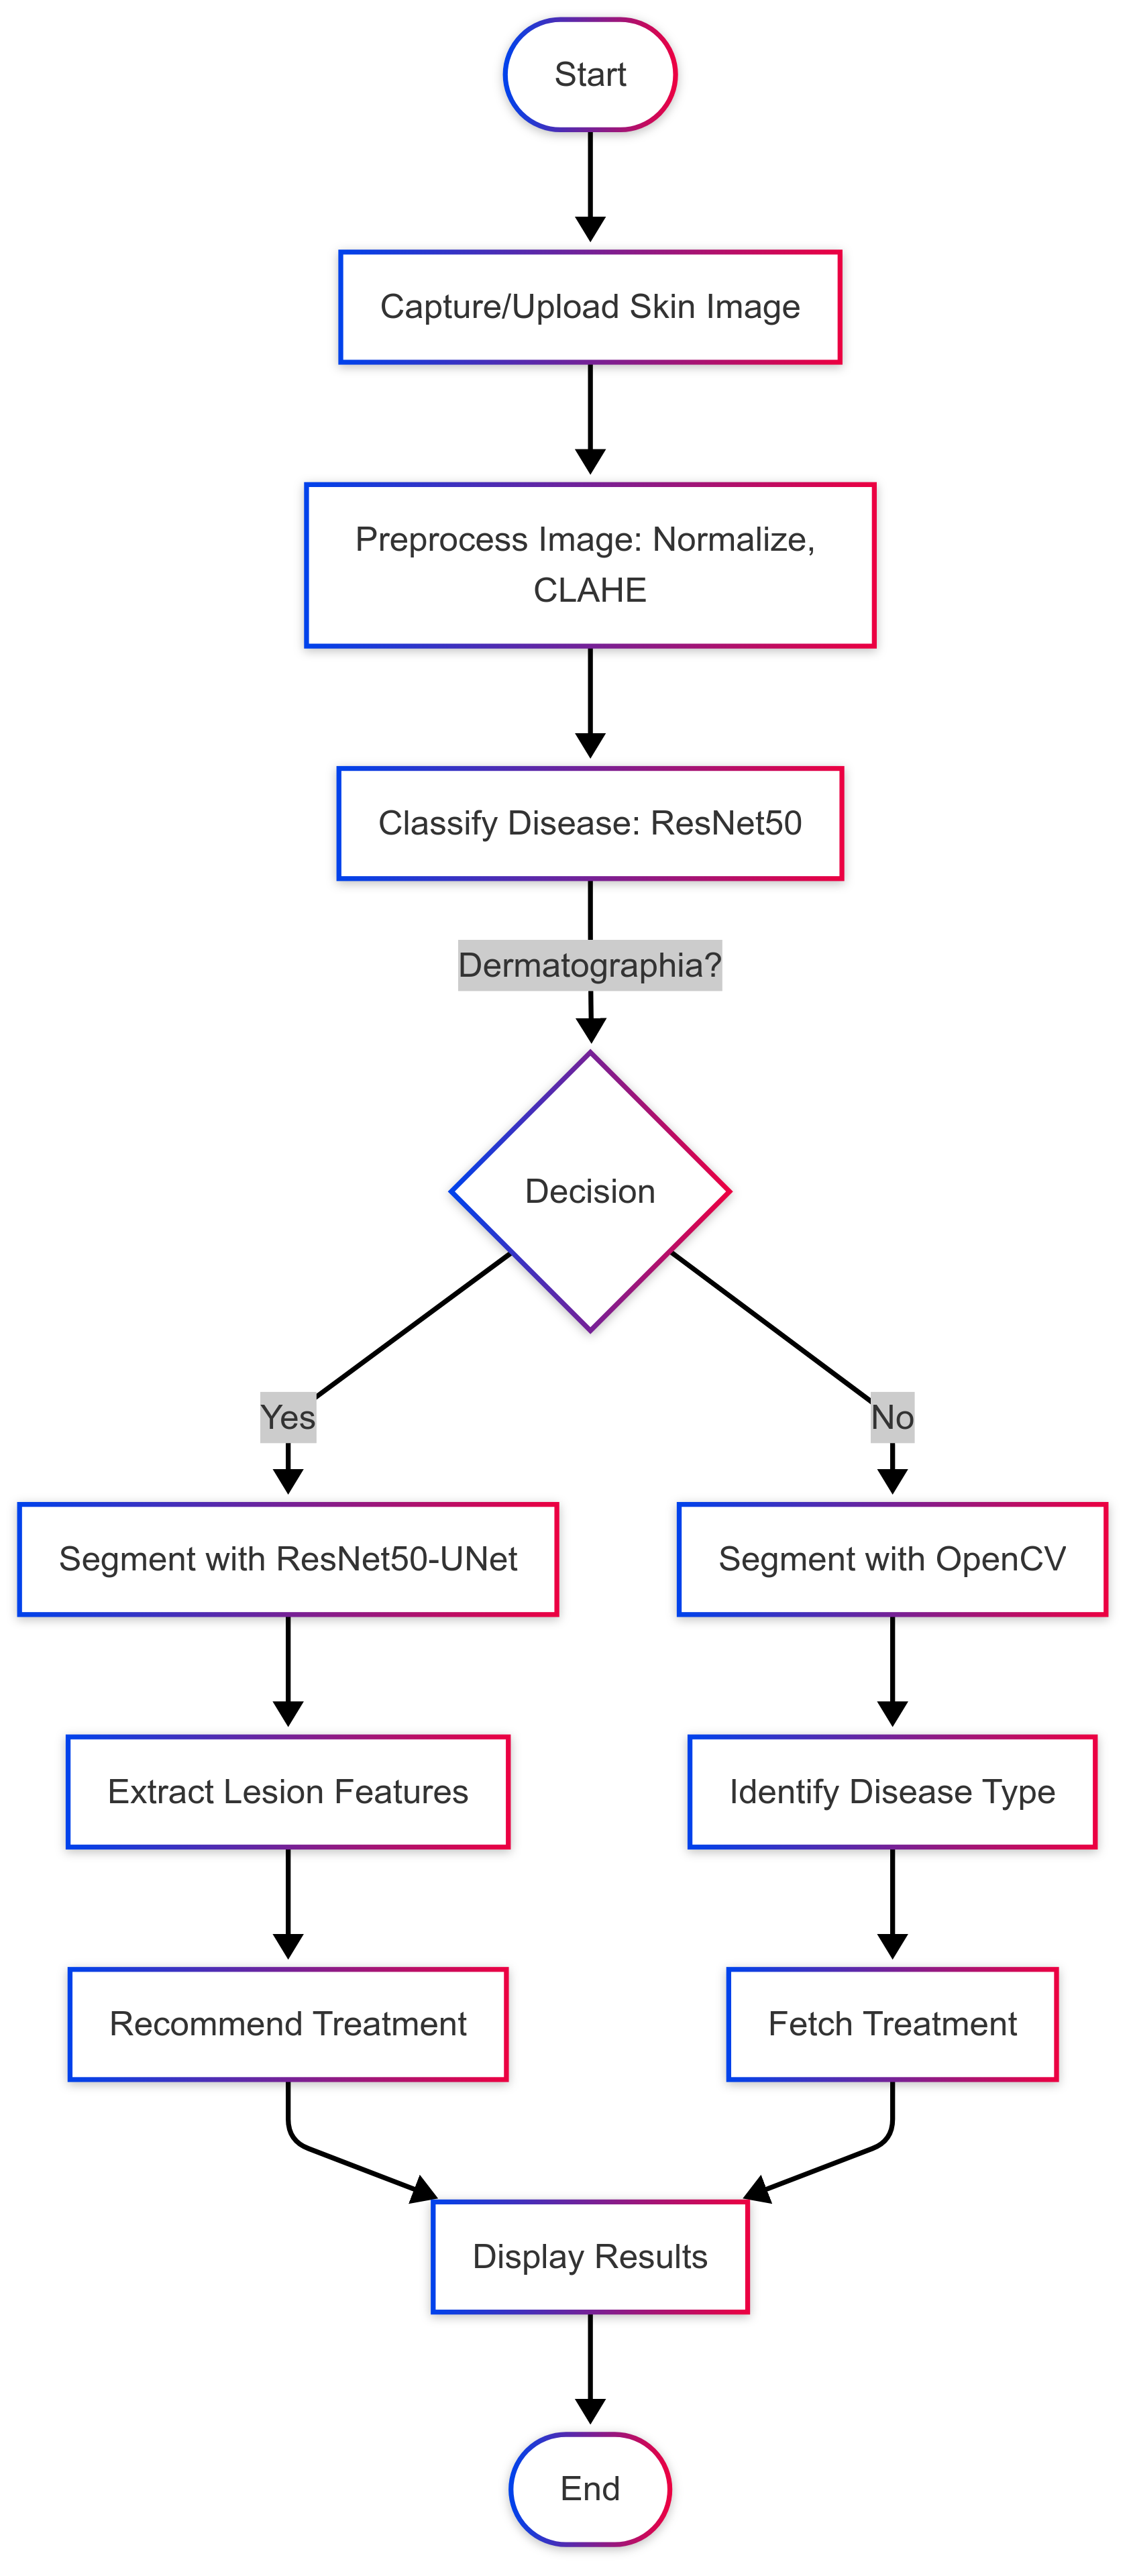 Start
Capture/Upload Skin Image
Preprocess Image: Normalize,
CLAHE
Classify Disease: ResNet50
Dermatographia?
Decision
Yes
No
Segment with ResNet50-UNet
Segment with OpenCV
Extract Lesion Features
Identify Disease Type
Recommend Treatment
Fetch Treatment
Display Results
End